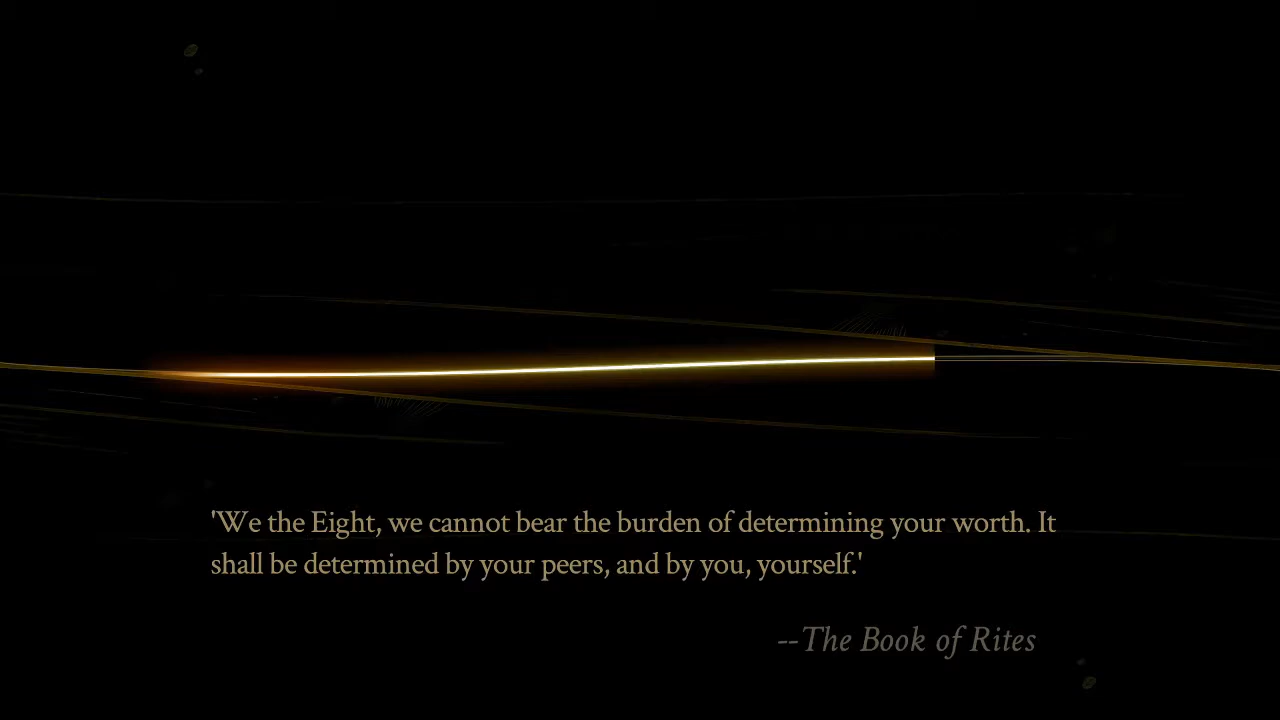 'We the Eight, we cannot bear the burden of determining your worth. It
shall be determined by your peers, and by you, yourself.'
--The Book of Rites